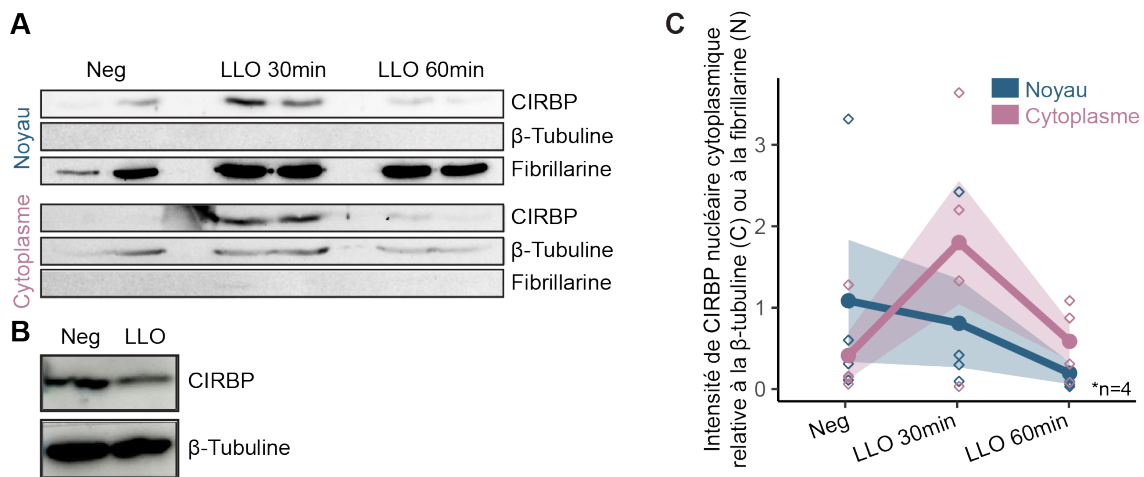 A
Neg LLO 30min LLO 60min
Noyau
CIRBP
β-Tubuline
Fibrillarine
Cytoplasme
CIRBP
β-Tubuline
Fibrillarine
B
Neg LLO
CIRBP
β-Tubuline
C
Intensité de CIRBP nucléaire cytoplasmique
relative à la β-tubuline (C) ou à la fibrillarine (N)
Noyau
Cytoplasme
3
2
1
0
*n=4
Neg LLO 30min LLO 60min